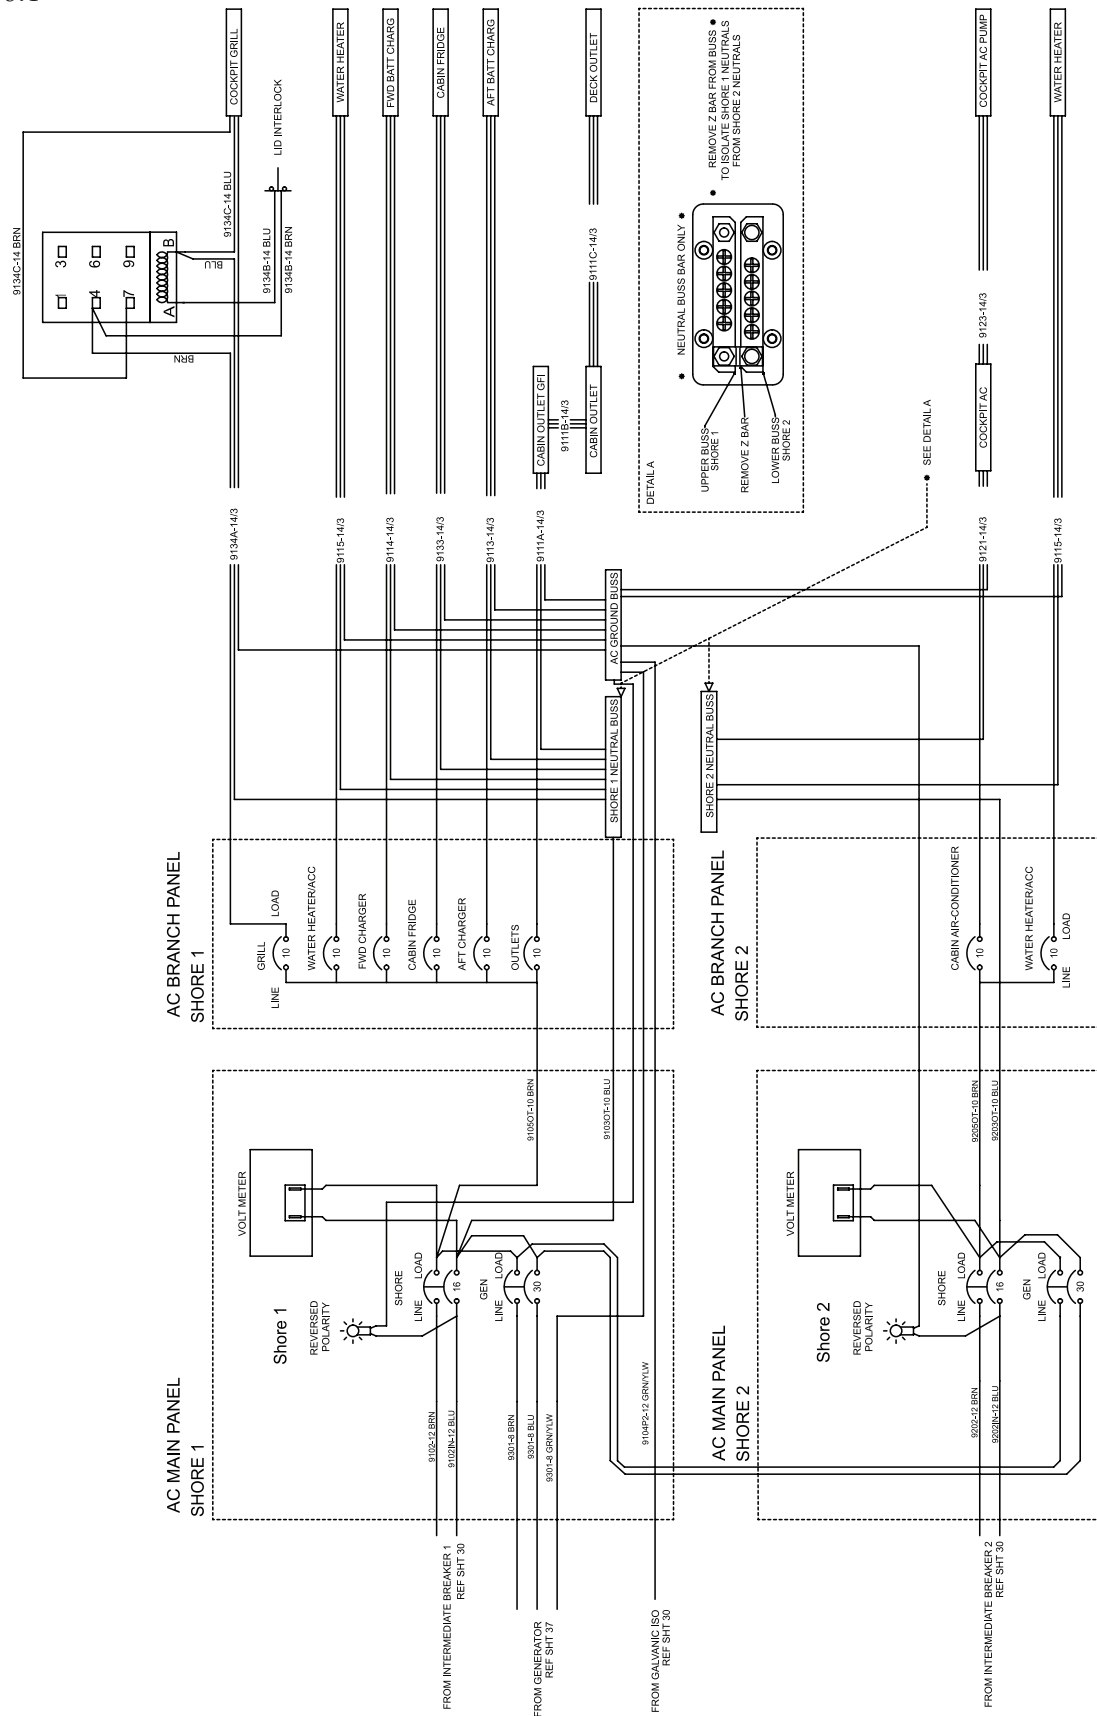 COCKPIT GRILL
WATER HEATER
FWD BATT CHARG
CABIN FRIDGE
AFT BATT CHARG
DECK OUTLET
COCKPIT AC PUMP
WATER HEATER
9134C-14 BRN
9134C-14 BLU
LID INTERLOCK
9134B-14 BLU
9134B-14 BRN
BLU
BRN
1
3
4
6
7
9
A
B
9111C-14/3
CABIN OUTLET GFI
9111B-14/3
CABIN OUTLET
DETAIL A
NEUTRAL BUSS BAR ONLY
REMOVE Z BAR FROM BUSS
TO ISOLATE SHORE 1 NEUTRALS
FROM SHORE 2 NEUTRALS
UPPER BUSS
SHORE 1
REMOVE Z BAR
LOWER BUSS
SHORE 2
SEE DETAIL A
9123-14/3
COCKPIT AC
9134A-14/3
9115-14/3
9114-14/3
9133-14/3
9113-14/3
9111A-14/3
9121-14/3
9115-14/3
AC GROUND BUSS
SHORE 1 NEUTRAL BUSS
SHORE 2 NEUTRAL BUSS
AC BRANCH PANEL
SHORE 1
GRILL
LOAD
LINE
10
WATER HEATER/ACC
10
FWD CHARGER
10
CABIN FRIDGE
10
AFT CHARGER
10
OUTLETS
10
AC BRANCH PANEL
SHORE 2
CABIN AIR-CONDITIONER
10
WATER HEATER/ACC
10
LOAD
LINE
AC MAIN PANEL
SHORE 1
VOLT METER
Shore 1
REVERSED
POLARITY
SHORE
LINE
LOAD
16
GEN
LINE
LOAD
30
9105OT-10 BRN
9103OT-10 BLU
9102-12 BRN
9102IN-12 BLU
9301-8 BRN
9301-8 BLU
9301-8 GRN/YLW
9104P2-12 GRN/YLW
FROM INTERMEDIATE BREAKER 1
REF SHT 30
FROM GENERATOR
REF SHT 37
FROM GALVANIC ISO
REF SHT 30
AC MAIN PANEL
SHORE 2
VOLT METER
Shore 2
REVERSED
POLARITY
SHORE
LINE
LOAD
16
GEN
LINE
LOAD
30
9205OT-10 BRN
9203OT-10 BLU
9202-12 BRN
9202IN-12 BLU
FROM INTERMEDIATE BREAKER 2
REF SHT 30